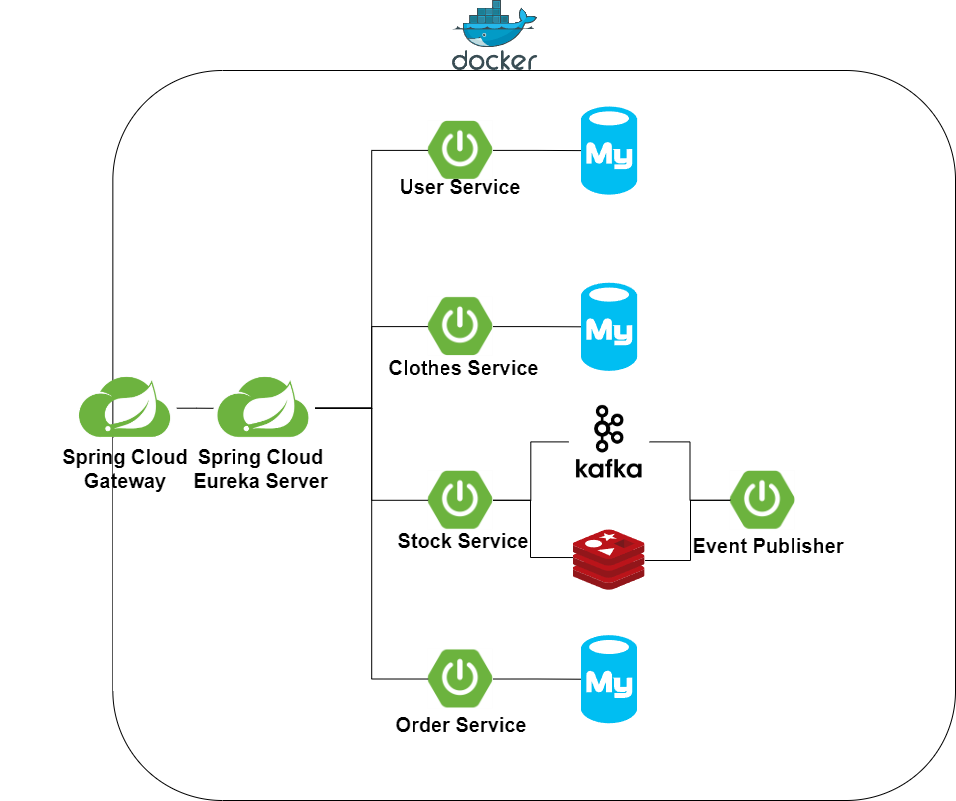 docker
My
User Service
My
Clothes Service
Spring Cloud
Gateway
Spring Cloud
Eureka Server
kafka
Stock Service
Event Publisher
My
Order Service